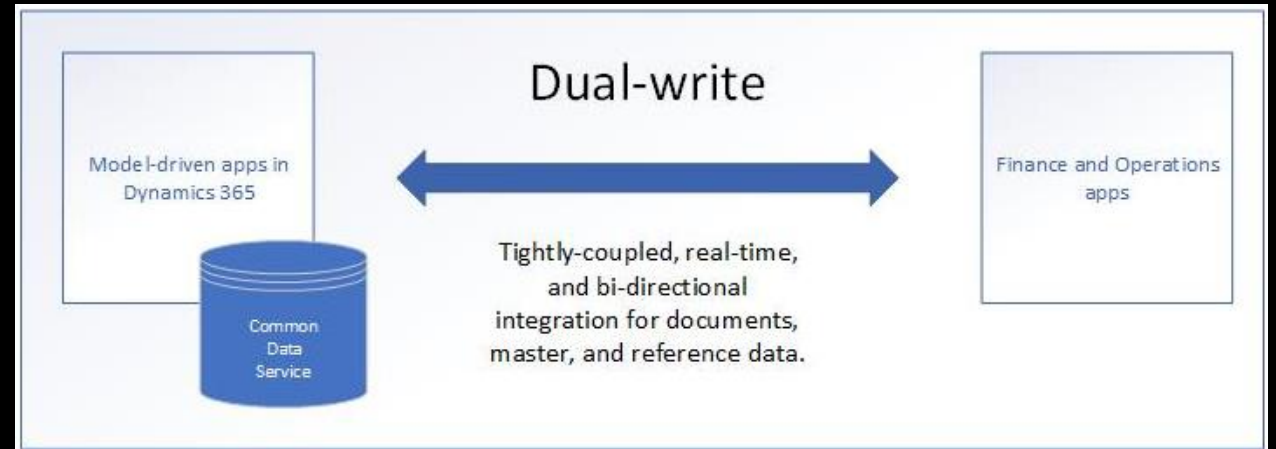 Dual-write
Model-driven apps in
Dynamics 365
Common
Data
Service
Tightly-coupled, real-time,
and bi-directional
integration for documents,
master, and reference data.
Finance and Operations
apps